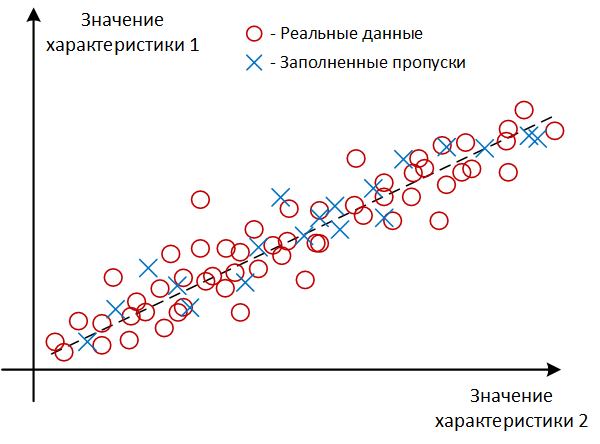 Значение
характеристики 1
- Реальные данные
- Заполненные пропуски
Значение
характеристики 2